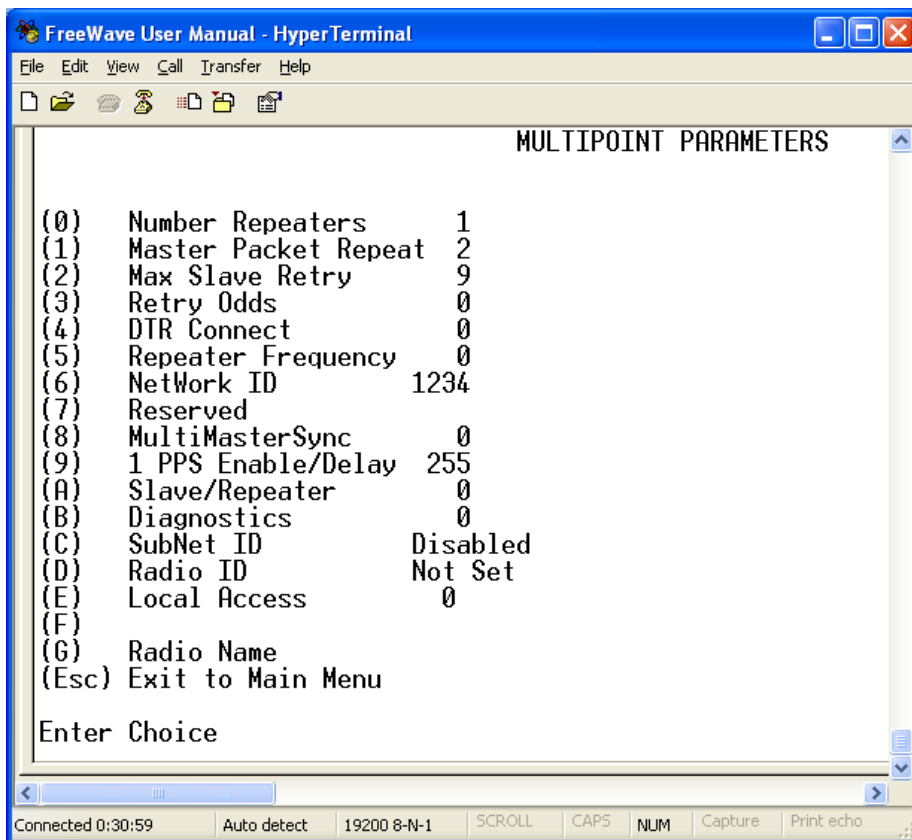 FreeWave User Manual - HyperTerminal
File Edit View Call Transfer Help
MULTIPOINT PARAMETERS
(0) Number Repeaters 1
(1) Master Packet Repeat 2
(2) Max Slave Retry 9
(3) Retry Odds 0
(4) DTR Connect 0
(5) Repeater Frequency 0
(6) NetWork ID 1234
(7) Reserved
(8) MultiMasterSync 0
(9) 1 PPS Enable/Delay 255
(A) Slave/Repeater 0
(B) Diagnostics 0
(C) SubNet ID Disabled
(D) Radio ID Not Set
(E) Local Access 0
(F)
(G) Radio Name
(Esc) Exit to Main Menu
Enter Choice
Connected 0:30:59 Auto detect 19200 8-N-1 SCROLL CAPS NUM Capture Print echo